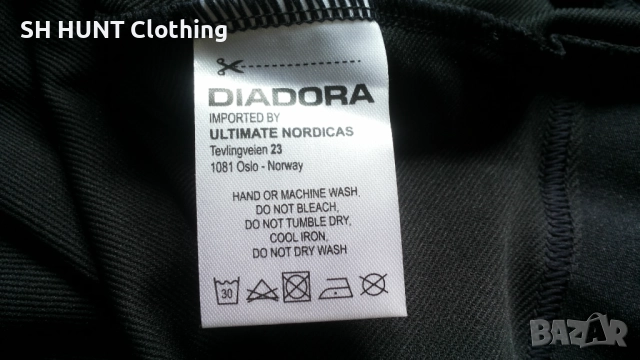 SH HUNT Clothing
DIADORA
IMPORTED BY
ULTIMATE NORDICAS
Tevlingveien 23
1081 Oslo - Norway
HAND OR MACHINE WASH,
DO NOT BLEACH,
DO NOT TUMBLE DRY,
COOL IRON,
DO NOT DRY WASH
30
BAZAR